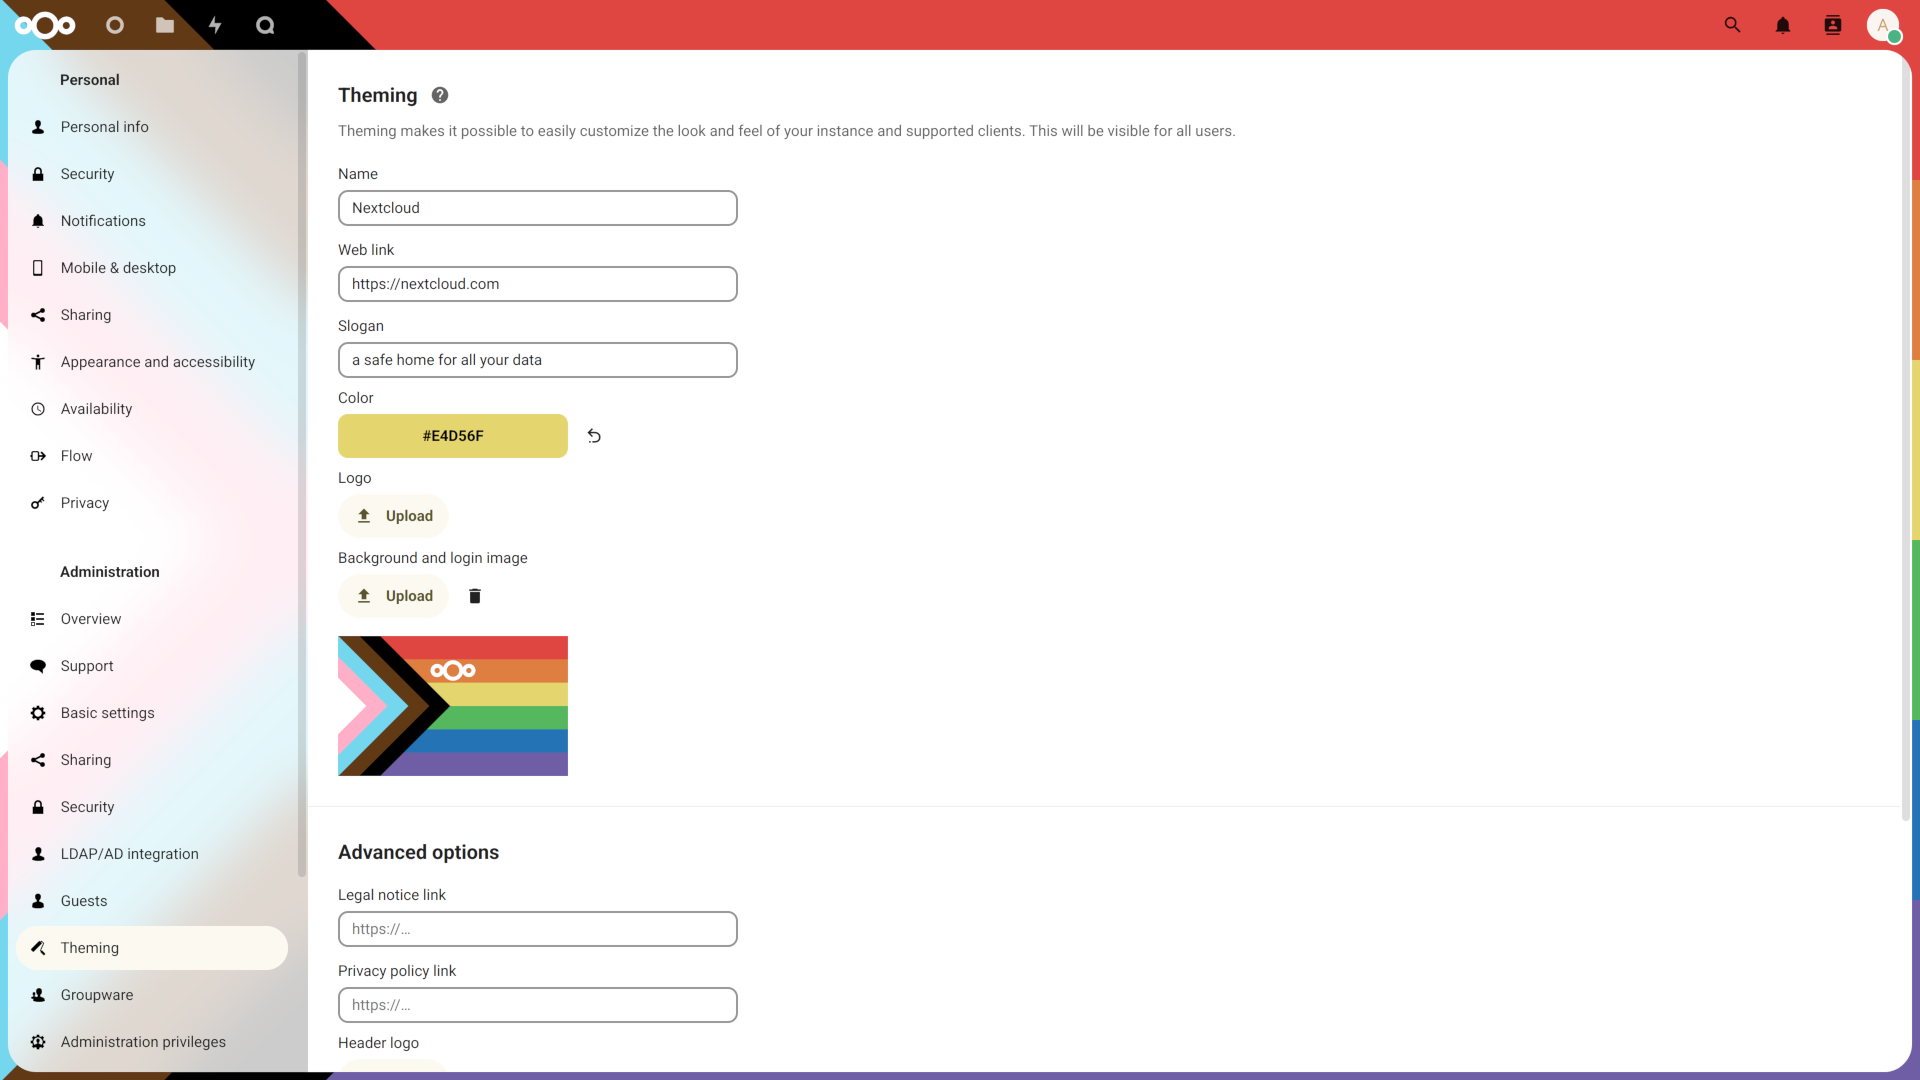 A
Personal
Personal info
Security
Notifications
Mobile & desktop
Sharing
Appearance and accessibility
Availability
Flow
Privacy
Administration
Overview
Support
Basic settings
Sharing
Security
LDAP/AD integration
Guests
Theming
Groupware
Administration privileges
Theming ?
Theming makes it possible to easily customize the look and feel of your instance and supported clients. This will be visible for all users.
Name
Nextcloud
Web link
https://nextcloud.com
Slogan
a safe home for all your data
Color
#E4D56F
Logo
Upload
Background and login image
Upload
Advanced options
Legal notice link
https://…
Privacy policy link
https://…
Header logo